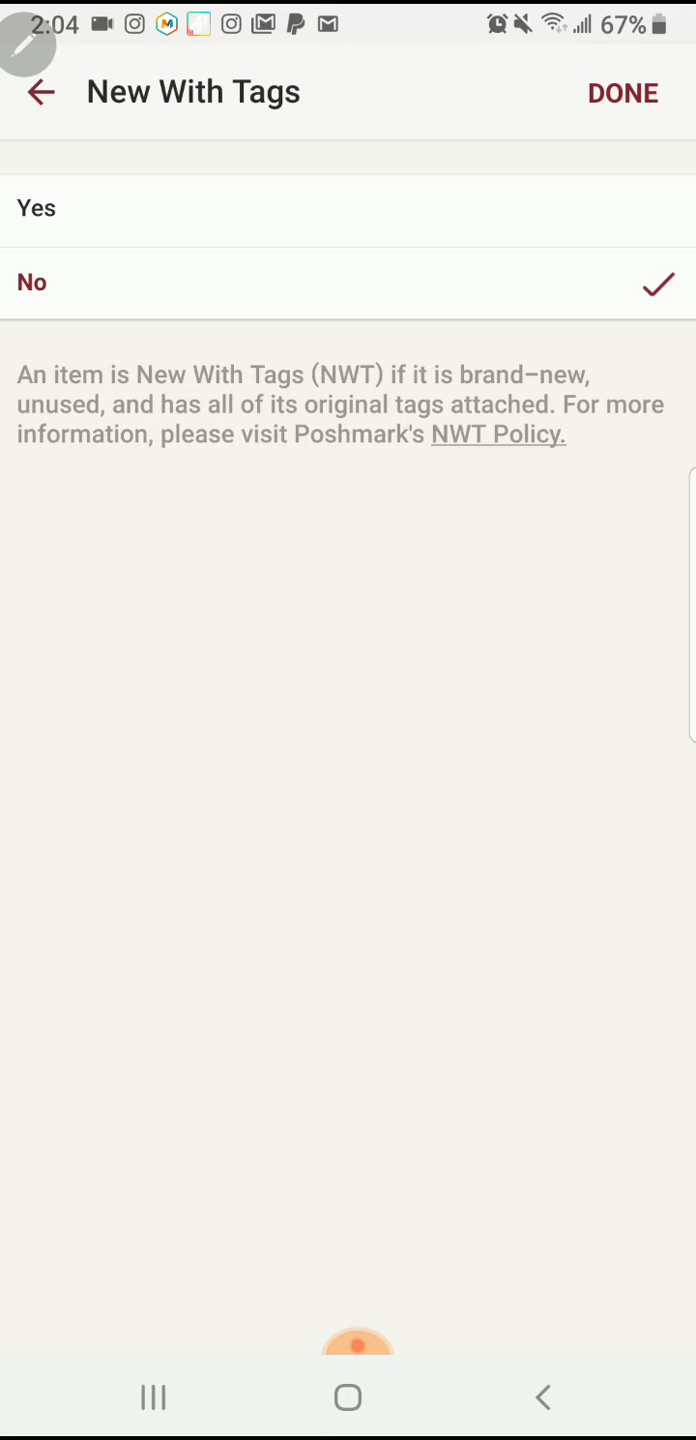 2:04 67%
New With Tags DONE
Yes
No
An item is New With Tags (NWT) if it is brand-new,
unused, and has all of its original tags attached. For more
information, please visit Poshmark's NWT Policy.